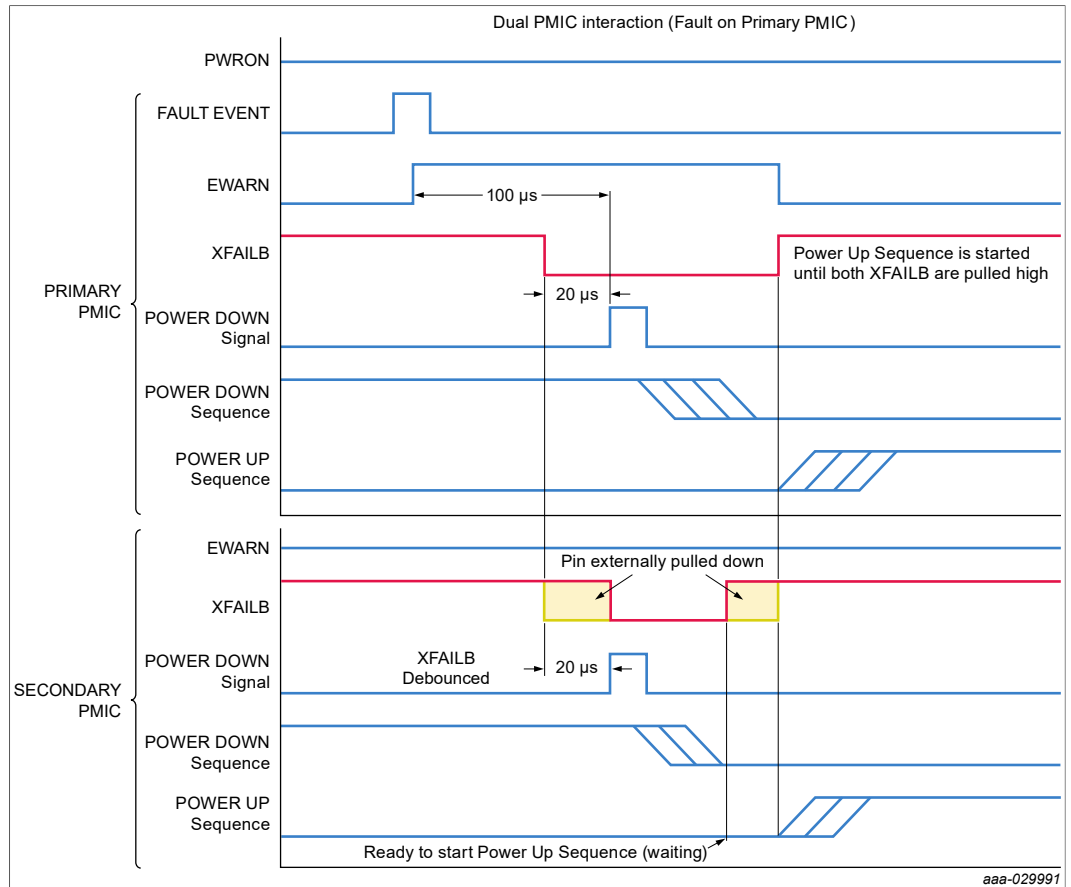 Dual PMIC interaction (Fault on Primary PMIC)
PWRON
FAULT EVENT
EWARN
100 µs
XFAILB
Power Up Sequence is started
until both XFAILB are pulled high
PRIMARY
PMIC
20 µs
POWER DOWN
Signal
POWER DOWN
Sequence
POWER UP
Sequence
EWARN
Pin externally pulled down
XFAILB
POWER DOWN
Signal
XFAILB
Debounced
20 µs
SECONDARY
PMIC
POWER DOWN
Sequence
POWER UP
Sequence
Ready to start Power Up Sequence (waiting)
aaa-029991